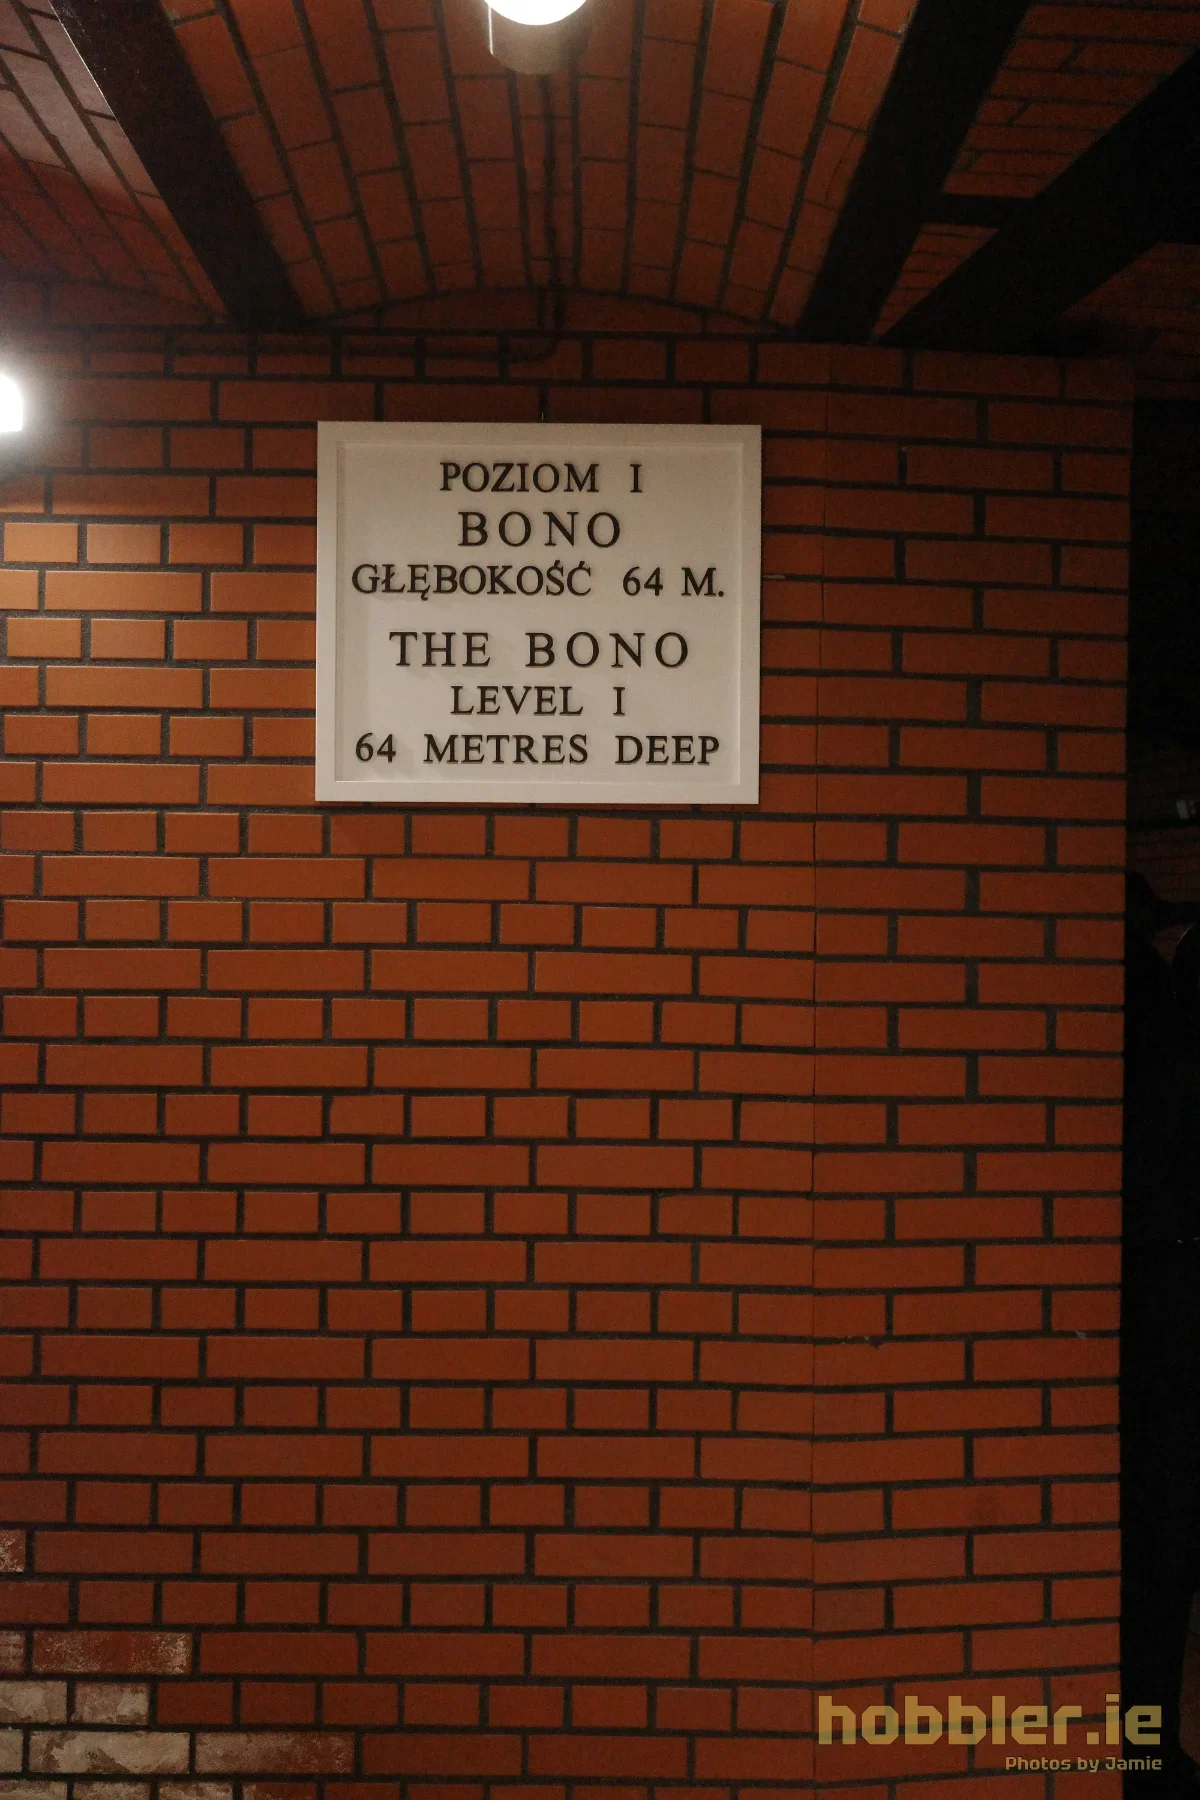 POZIOM I
BONO
GŁĘBOKOŚĆ 64 M.
THE BONO
LEVEL I
64 METRES DEEP
hobbler.ie
Photos by Jamie